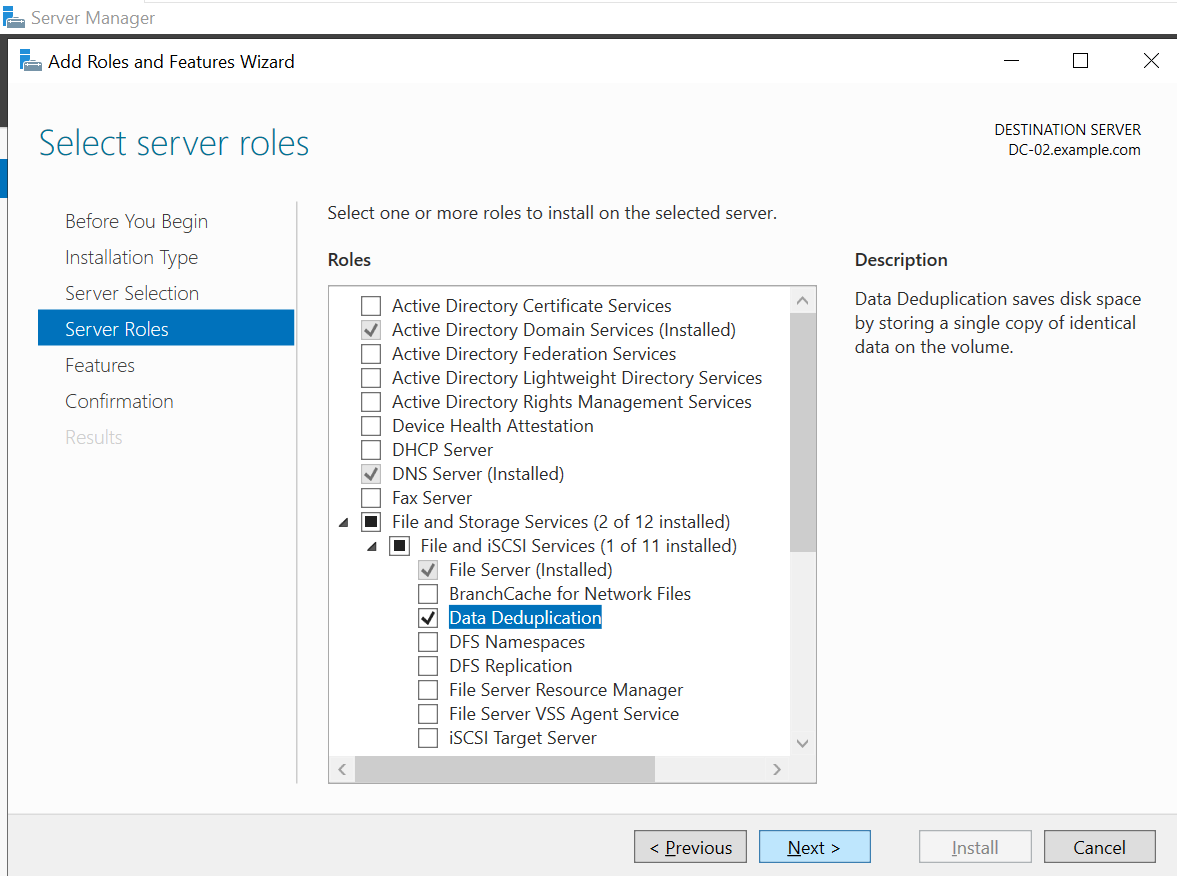 Server Manager
Add Roles and Features Wizard
Select server roles
DESTINATION SERVER
DC-02.example.com
Before You Begin
Installation Type
Server Selection
Server Roles
Features
Confirmation
Results
Select one or more roles to install on the selected server.
Roles
Active Directory Certificate Services
Active Directory Domain Services (Installed)
Active Directory Federation Services
Active Directory Lightweight Directory Services
Active Directory Rights Management Services
Device Health Attestation
DHCP Server
DNS Server (Installed)
Fax Server
File and Storage Services (2 of 12 installed)
File and iSCSI Services (1 of 11 installed)
File Server (Installed)
BranchCache for Network Files
Data Deduplication
DFS Namespaces
DFS Replication
File Server Resource Manager
File Server VSS Agent Service
iSCSI Target Server
Description
Data Deduplication saves disk space
by storing a single copy of identical
data on the volume.
< Previous
Next >
Install
Cancel